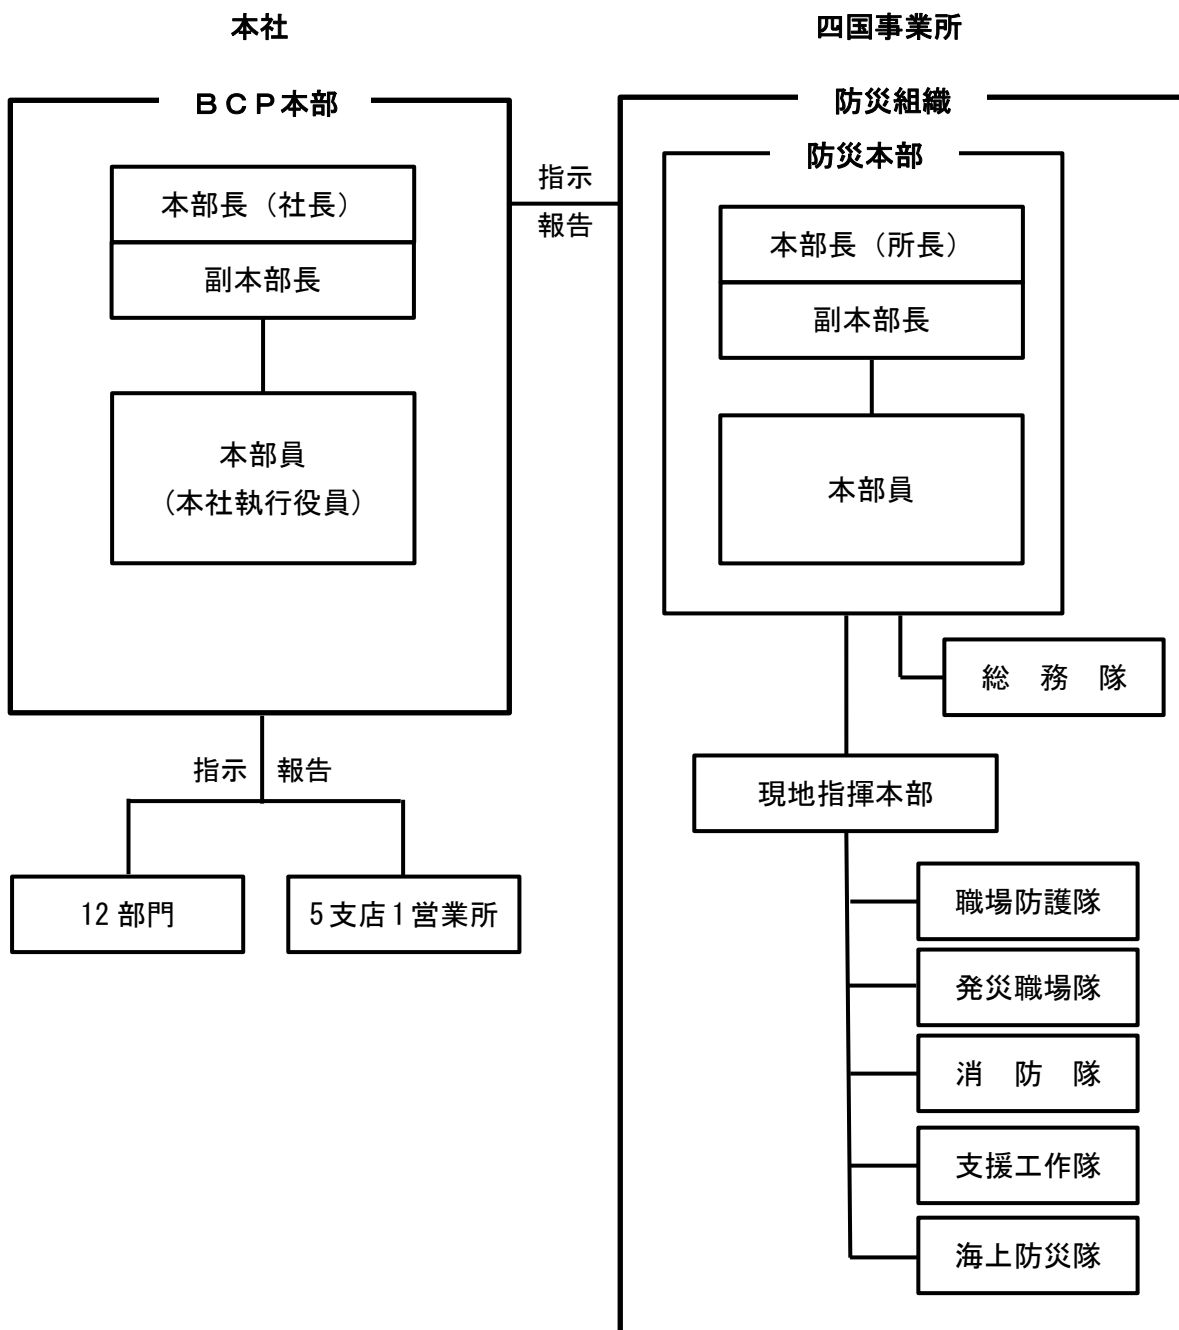 本社
四国事業所
ＢＣＰ本部
本部長（社長）
副本部長
本部員
（本社執行役員）
指示
報告
指示 報告
12 部門
5 支店 1 営業所
防災組織
防災本部
本部長（所長）
副本部長
本部員
総　務　隊
現地指揮本部
職場防護隊
発災職場隊
消　防　隊
支援工作隊
海上防災隊